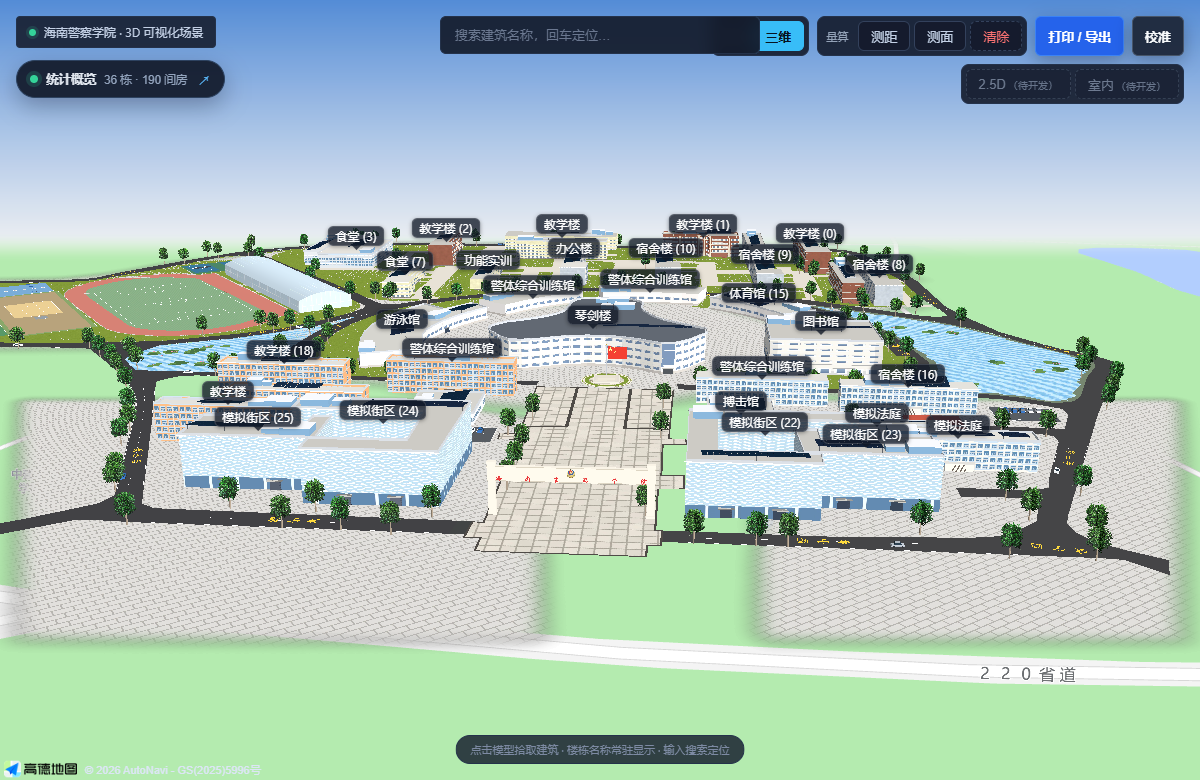 海南警察学院 · 3D 可视化场景
搜索建筑名称，回车定位...
三维
量算
测距
测面
清除
打印 / 导出
校准
统计概览 36 栋 · 190 间房 ↗
2.5D （待开发）
室内 （待开发）
教学楼
教学楼 (1)
教学楼 (2)
食堂 (3)
教学楼 (0)
办公楼
宿舍楼 (10)
宿舍楼 (9)
食堂 (7)
功能实训
宿舍楼 (8)
警体综合训练馆
警体综合训练馆
体育馆 (15)
游泳馆
琴剑楼
图书馆
教学楼 (18)
警体综合训练馆
警体综合训练馆
宿舍楼 (16)
教学楼
搏击馆
模拟街区 (25)
模拟街区 (24)
模拟法庭
模拟街区 (22)
模拟法庭
模拟街区 (23)
220省道
点击模型拾取建筑 · 楼栋名称常驻显示 · 输入搜索定位
高德地图
© 2026 AutoNavi - GS(2025)5996号